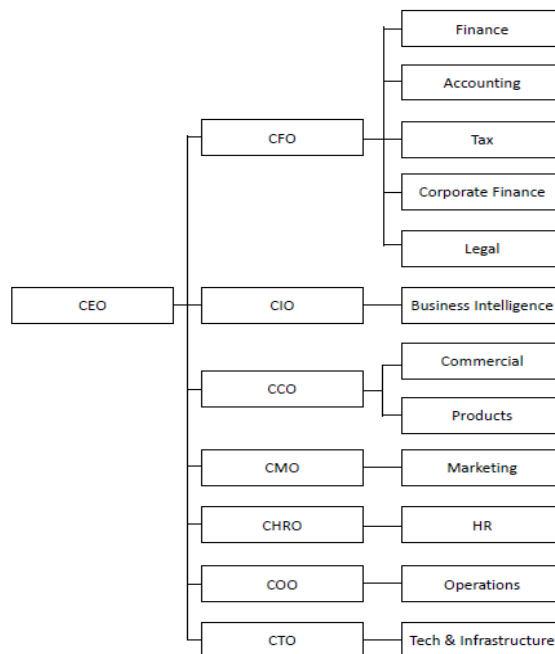 Finance
Accounting
CFO
Tax
Corporate Finance
Legal
CEO
CIO
Business Intelligence
Commercial
CCO
Products
CMO
Marketing
CHRO
HR
COO
Operations
CTO
Tech & Infrastructure